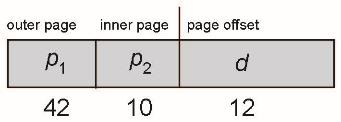 outer page inner page page offset
p1 p2 d
42 10 12